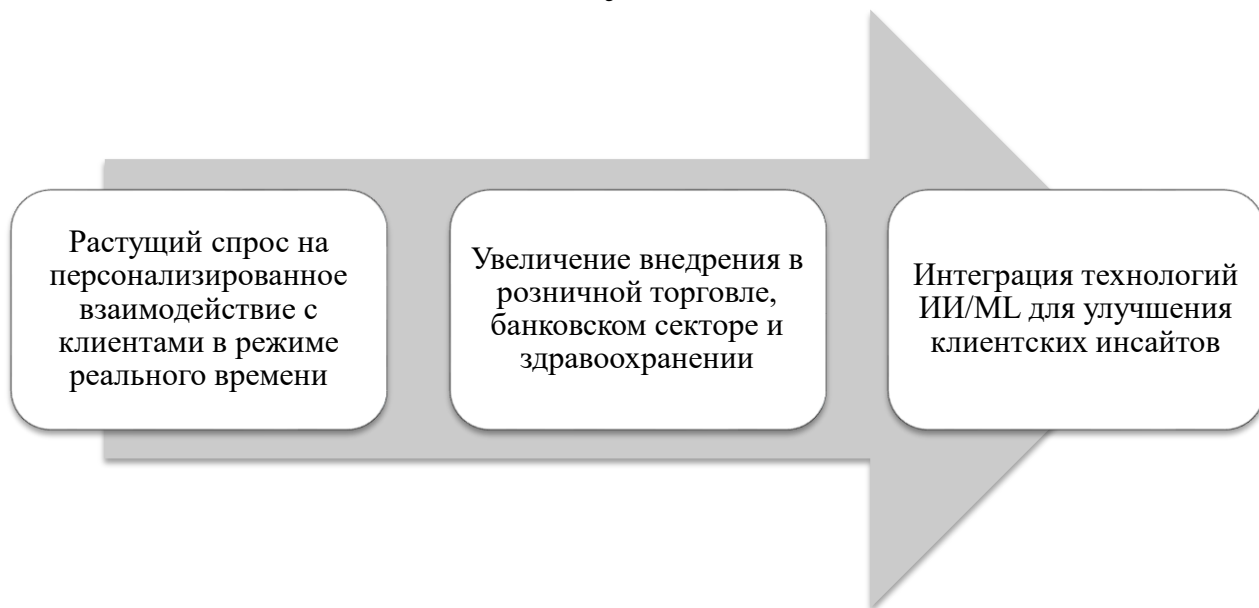 Растущий спрос на
персонализированное
взаимодействие с
клиентами в режиме
реального времени
Увеличение внедрения в
розничной торговле,
банковском секторе и
здравоохранении
Интеграция технологий
ИИ/ML для улучшения
клиентских инсайтов